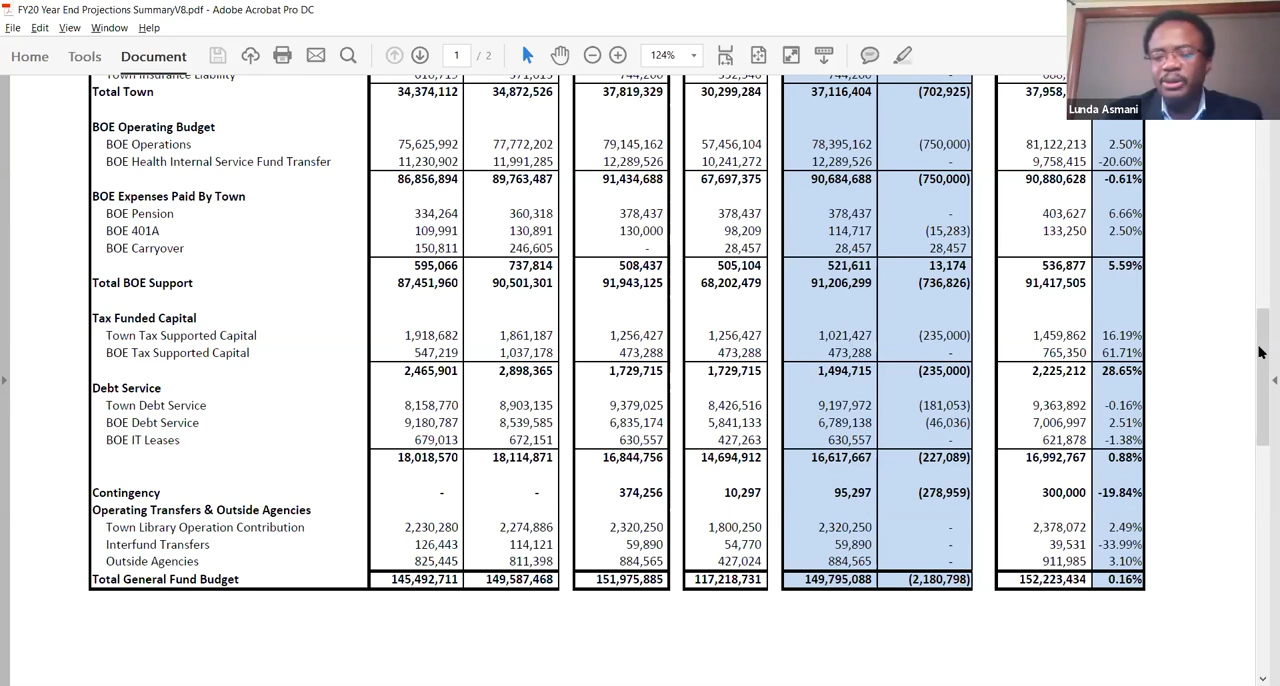 FY20 Year End Projections SummaryV8.pdf - Adobe Acrobat Pro DC
File Edit View Window Help
Home Tools Document 1 / 2 124%
Lunda Asmani
Town Insurance Liability
Total Town 34,374,112 34,872,526 37,819,329 30,299,284 37,116,404 (702,925) 37,958,
BOE Operating Budget
BOE Operations 75,625,992 77,772,202 79,145,162 57,456,104 78,395,162 (750,000) 81,122,213 2.50%
BOE Health Internal Service Fund Transfer 11,230,902 11,991,285 12,289,526 10,241,272 12,289,526 - 9,758,415 -20.60%
86,856,894 89,763,487 91,434,688 67,697,375 90,684,688 (750,000) 90,880,628 -0.61%
BOE Expenses Paid By Town
BOE Pension 334,264 360,318 378,437 378,437 378,437 - 403,627 6.66%
BOE 401A 109,991 130,891 130,000 98,209 114,717 (15,283) 133,250 2.50%
BOE Carryover 150,811 246,605 - 28,457 28,457 28,457
595,066 737,814 508,437 505,104 521,611 13,174 536,877 5.59%
Total BOE Support 87,451,960 90,501,301 91,943,125 68,202,479 91,206,299 (736,826) 91,417,505
Tax Funded Capital
Town Tax Supported Capital 1,918,682 1,861,187 1,256,427 1,256,427 1,021,427 (235,000) 1,459,862 16.19%
BOE Tax Supported Capital 547,219 1,037,178 473,288 473,288 473,288 - 765,350 61.71%
2,465,901 2,898,365 1,729,715 1,729,715 1,494,715 (235,000) 2,225,212 28.65%
Debt Service
Town Debt Service 8,158,770 8,903,135 9,379,025 8,426,516 9,197,972 (181,053) 9,363,892 -0.16%
BOE Debt Service 9,180,787 8,539,585 6,835,174 5,841,133 6,789,138 (46,036) 7,006,997 2.51%
BOE IT Leases 679,013 672,151 630,557 427,263 630,557 - 621,878 -1.38%
18,018,570 18,114,871 16,844,756 14,694,912 16,617,667 (227,089) 16,992,767 0.88%
Contingency - - 374,256 10,297 95,297 (278,959) 300,000 -19.84%
Operating Transfers & Outside Agencies
Town Library Operation Contribution 2,230,280 2,274,886 2,320,250 1,800,250 2,320,250 - 2,378,072 2.49%
Interfund Transfers 126,443 114,121 59,890 54,770 59,890 - 39,531 -33.99%
Outside Agencies 825,445 811,398 884,565 427,024 884,565 - 911,985 3.10%
Total General Fund Budget 145,492,711 149,587,468 151,975,885 117,218,731 149,795,088 (2,180,798) 152,223,434 0.16%